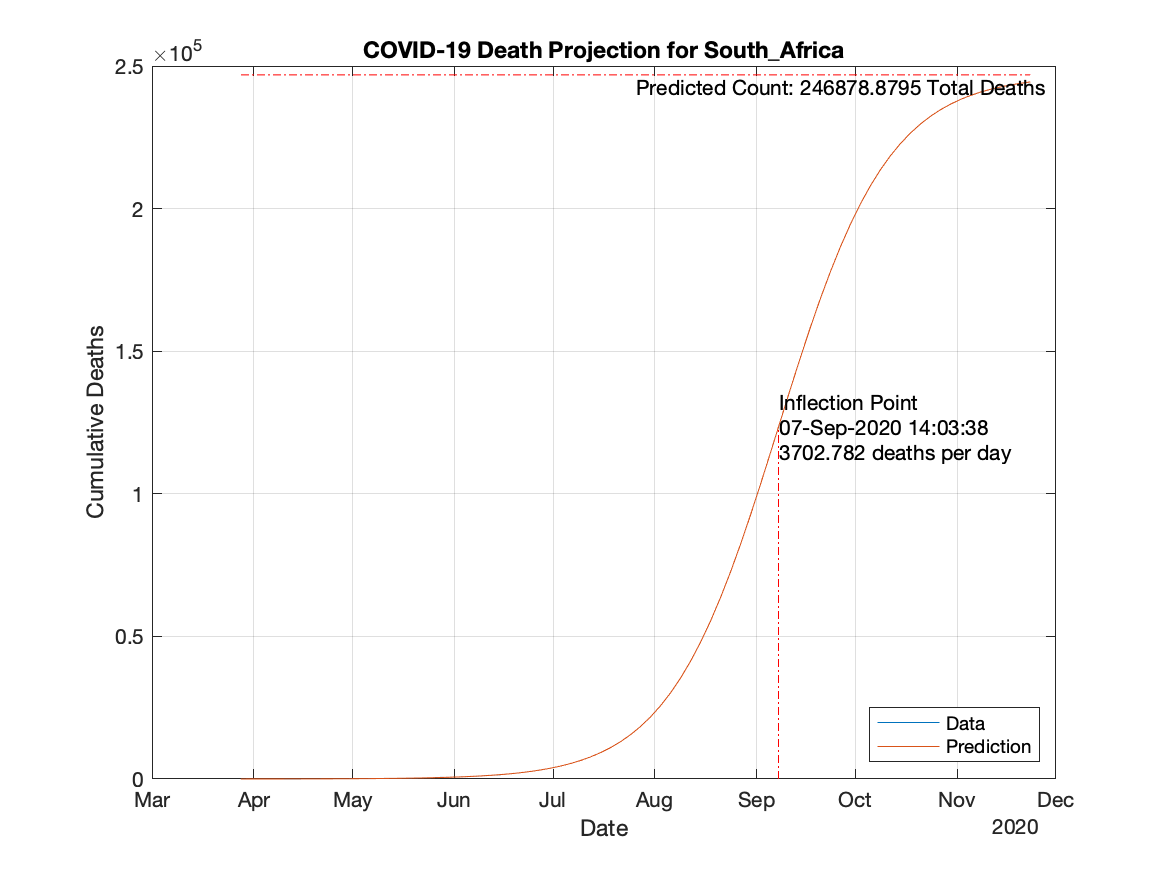 COVID-19 Death Projection for South_Africa
×10⁵
2.5
Predicted Count: 246878.8795 Total Deaths
2
1.5
Inflection Point
07-Sep-2020 14:03:38
3702.782 deaths per day
1
0.5
0
Cumulative Deaths
Data
Prediction
Mar Apr May Jun Jul Aug Sep Oct Nov Dec
Date
2020